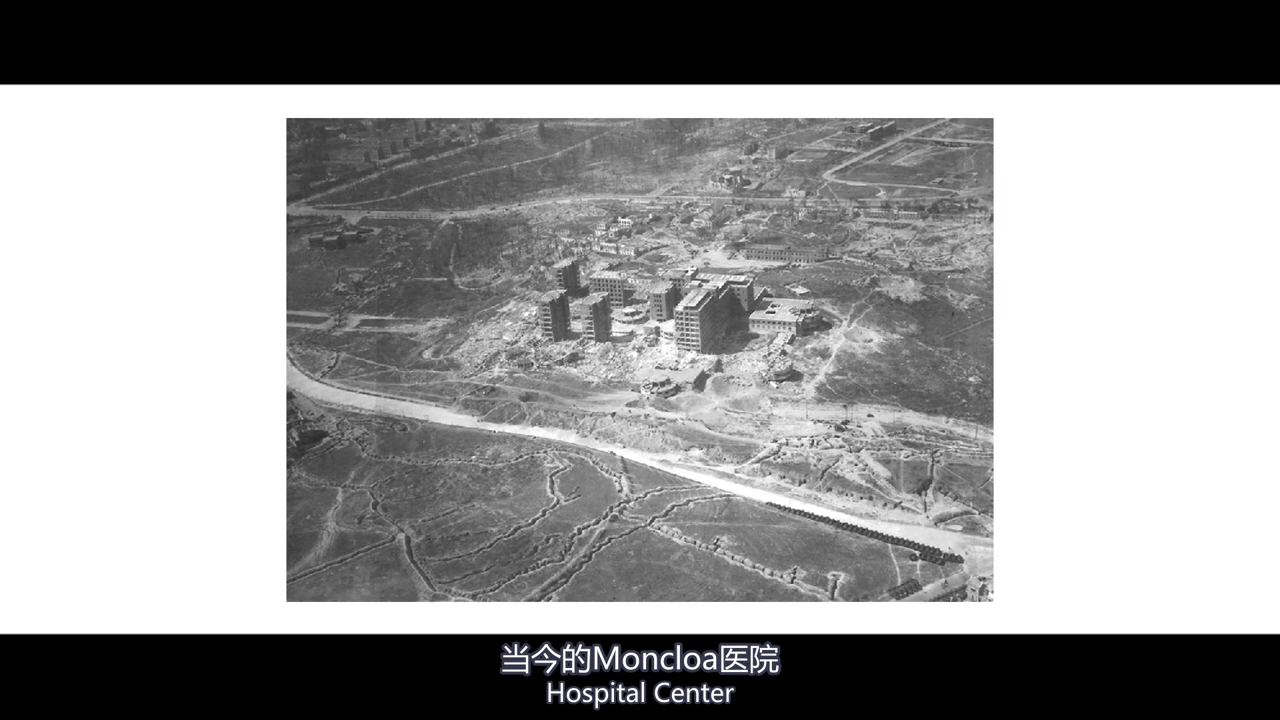 当今的Moncloa医院
Hospital Center